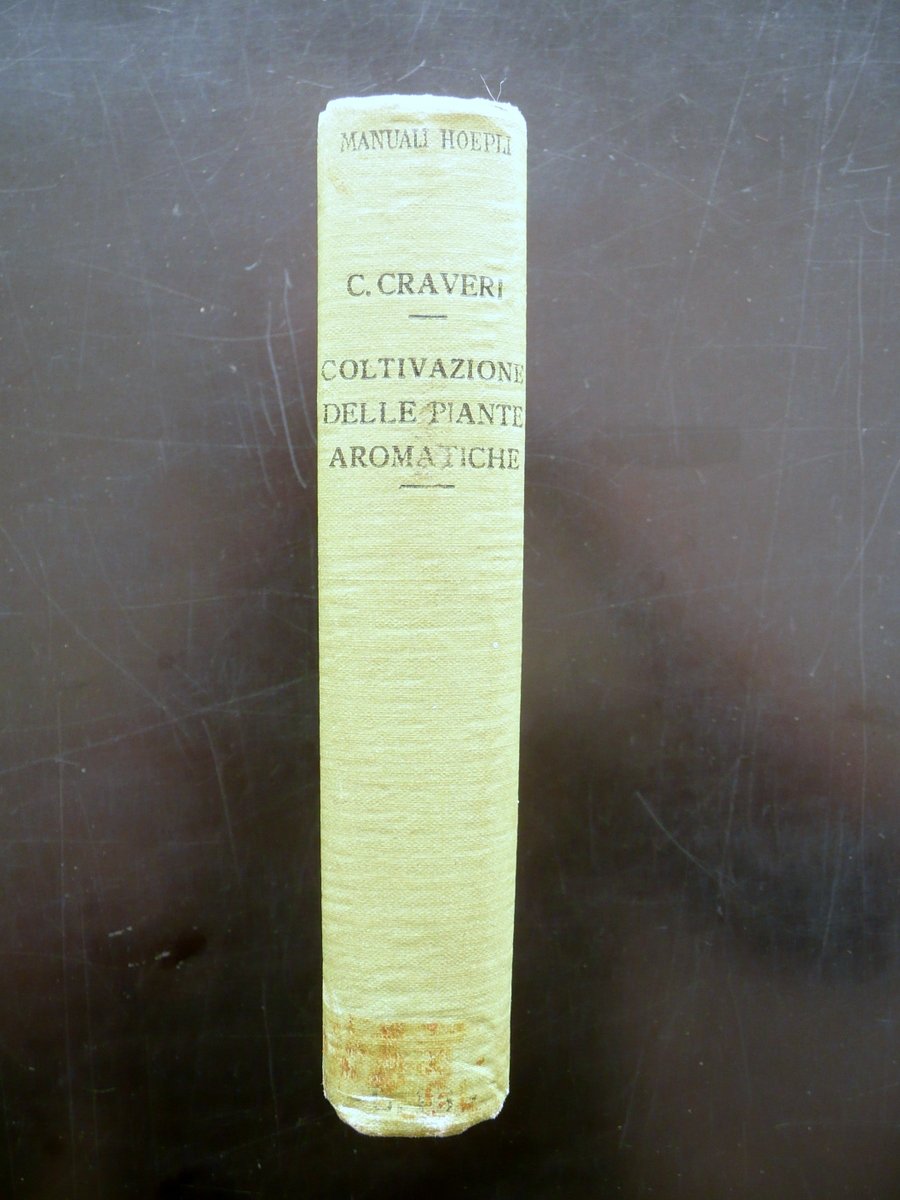 MANUALI HOEPLI
C. CRAVERI
COLTIVAZIONE
DELLE PIANTE
AROMATICHE